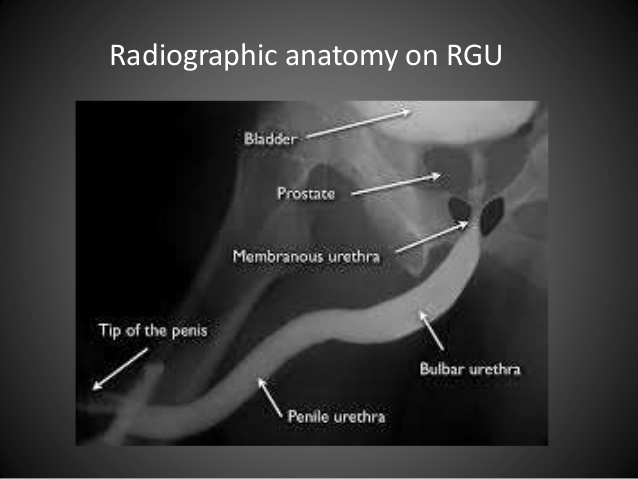 Radiographic anatomy on RGU
Bladder
Prostate
Membranous urethra
Tip of the penis
Bulbar urethra
Penile urethra